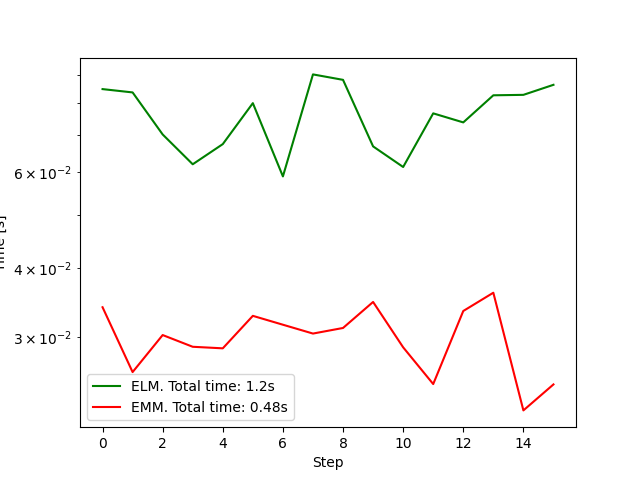 6 × 10⁻²
4 × 10⁻²
3 × 10⁻²
ELM. Total time: 1.2s
EMM. Total time: 0.48s
0 2 4 6 8 10 12 14
Step